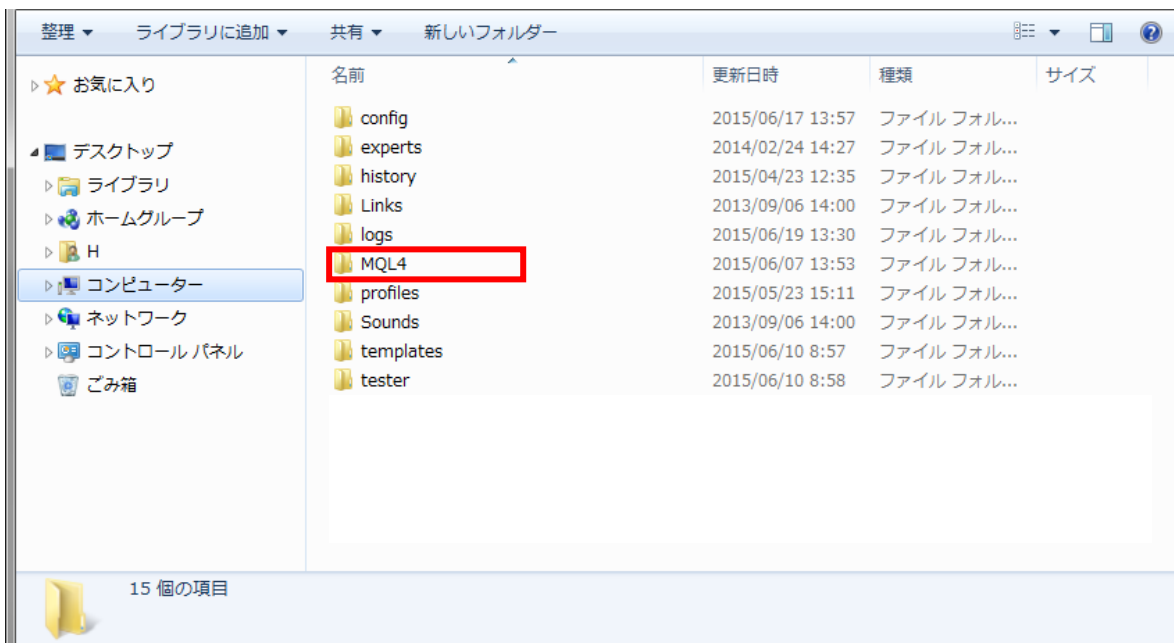 整理 ライブラリに追加 共有 新しいフォルダー
お気に入り
デスクトップ
ライブラリ
ホームグループ
H
コンピューター
ネットワーク
コントロール パネル
ごみ箱
名前 更新日時 種類 サイズ
config 2015/06/17 13:57 ファイル フォル...
experts 2014/02/24 14:27 ファイル フォル...
history 2015/04/23 12:35 ファイル フォル...
Links 2013/09/06 14:00 ファイル フォル...
logs 2015/06/19 13:30 ファイル フォル...
MQL4 2015/06/07 13:53 ファイル フォル...
profiles 2015/05/23 15:11 ファイル フォル...
Sounds 2013/09/06 14:00 ファイル フォル...
templates 2015/06/10 8:57 ファイル フォル...
tester 2015/06/10 8:58 ファイル フォル...
15 個の項目